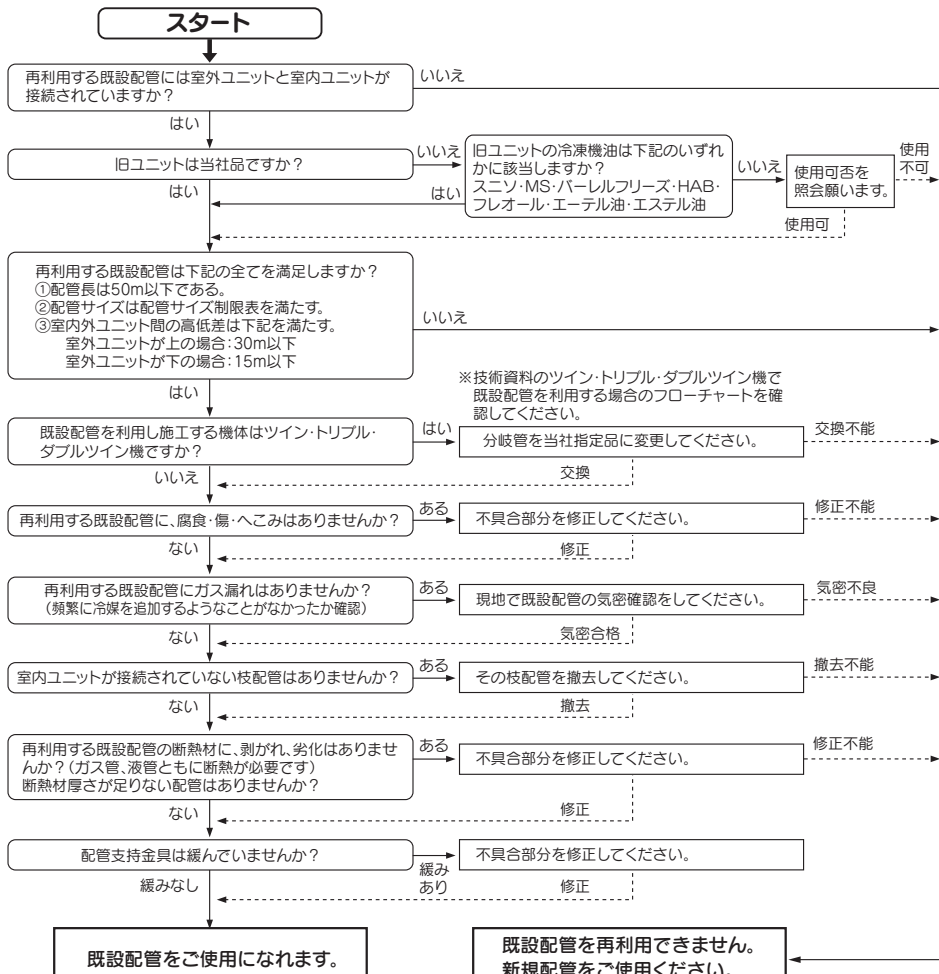 スタート
再利用する既設配管には室外ユニットと室内ユニットが
接続されていますか？
いいえ
はい
旧ユニットは当社品ですか？
いいえ
旧ユニットの冷凍機油は下記のいずれ
かに該当しますか？
スニソ・MS・バーレルフリーズ・HAB・
フレオール・エーテル油・エステル油
いいえ
使用可否を
照会願います。
使用
不可
はい
はい
使用可
再利用する既設配管は下記の全てを満足しますか？
①配管長は50m以下である。
②配管サイズは配管サイズ制限表を満たす。
③室内外ユニット間の高低差は下記を満たす。
室外ユニットが上の場合：30m以下
室外ユニットが下の場合：15m以下
いいえ
はい
※技術資料のツイン・トリプル・ダブルツイン機で
既設配管を利用する場合のフローチャートを確
認してください。
既設配管を利用し施工する機体はツイン・トリプル・
ダブルツイン機ですか？
はい
分岐管を当社指定品に変更してください。
交換不能
いいえ
交換
再利用する既設配管に、腐食・傷・へこみはありませんか？
ある
不具合部分を修正してください。
修正不能
ない
修正
再利用する既設配管にガス漏れはありませんか？
（頻繁に冷媒を追加するようなことがなかったか確認）
ある
現地で既設配管の気密確認をしてください。
気密不良
ない
気密合格
室内ユニットが接続されていない枝配管はありませんか？
ある
その枝配管を撤去してください。
撤去不能
ない
撤去
再利用する既設配管の断熱材に、剥がれ、劣化はありませ
んか？（ガス管、液管ともに断熱が必要です）
断熱材厚さが足りない配管はありませんか？
ある
不具合部分を修正してください。
修正不能
ない
修正
配管支持金具は緩んでいませんか？
緩み
あり
不具合部分を修正してください。
緩みなし
修正
既設配管をご使用になれます。
既設配管を再利用できません。
新規配管をご使用ください。